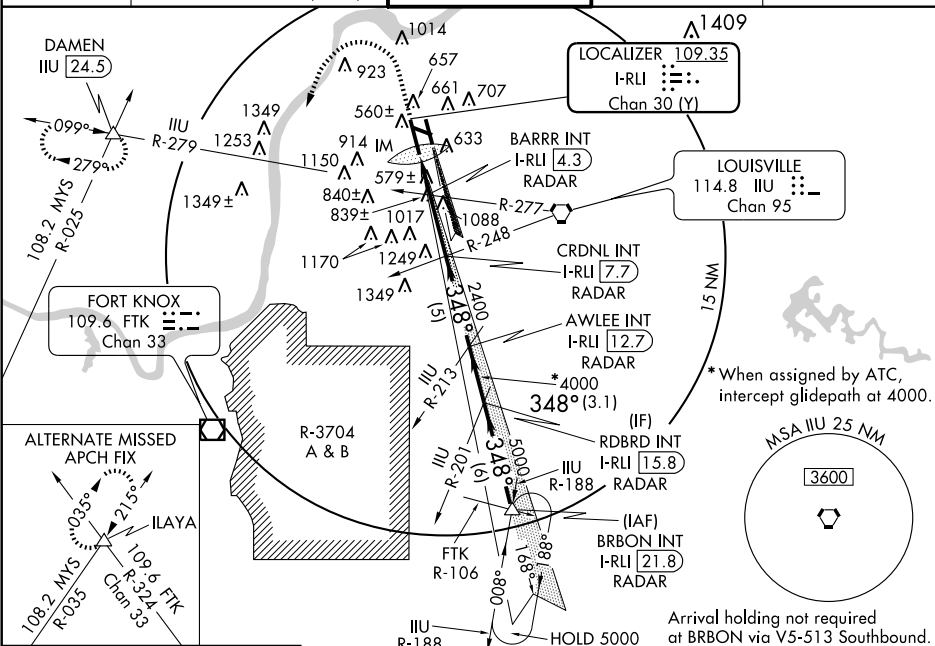 1014
1409
DAMEN
IIU 24.5
923
657
LOCALIZER 109.35
I-RLI
Chan 30 (Y)
661
707
560±
099°
279°
IIU
R-279
1349
1253
914
IM
633
1150
BARRR INT
I-RLI 4.3
RADAR
579±
LOUISVILLE
114.8 IIU
Chan 95
1349±
840±
839±
R-277
1088
R-248
108.2 MYS
R-025
1017
1170
1249
1349
CRDNL INT
I-RLI 7.7
RADAR
15 NM
FORT KNOX
109.6 FTK
Chan 33
348°
2400
(5)
AWLEE INT
I-RLI 12.7
RADAR
IIU
R-213
*4000
348° (3.1)
* When assigned by ATC,
intercept glidepath at 4000.
R-3704
A & B
(IF)
RDBRD INT
I-RLI 15.8
RADAR
IIU
R-201
(6)
348°
5000
IIU
R-188
ALTERNATE MISSED
APCH FIX
035°
215°
ILAYA
108.2 MYS
R-035
109.6 FTK
R-324
Chan 33
MSA IIU 25 NM
3600
(IAF)
BRBON INT
I-RLI 21.8
RADAR
FTK
R-106
008°
168°
188°
IIU
R-188
HOLD 5000
Arrival holding not required
at BRBON via V5-513 Southbound.